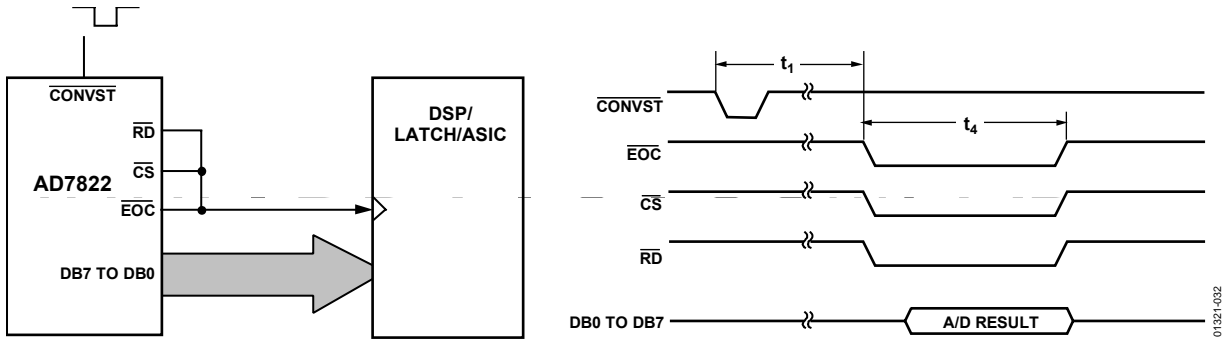 CONVST
RD
CS
AD7822
EOC
DB7 TO DB0
DSP/
LATCH/ASIC
t₁
CONVST
t₄
EOC
CS
RD
DB0 TO DB7
A/D RESULT
01321-032